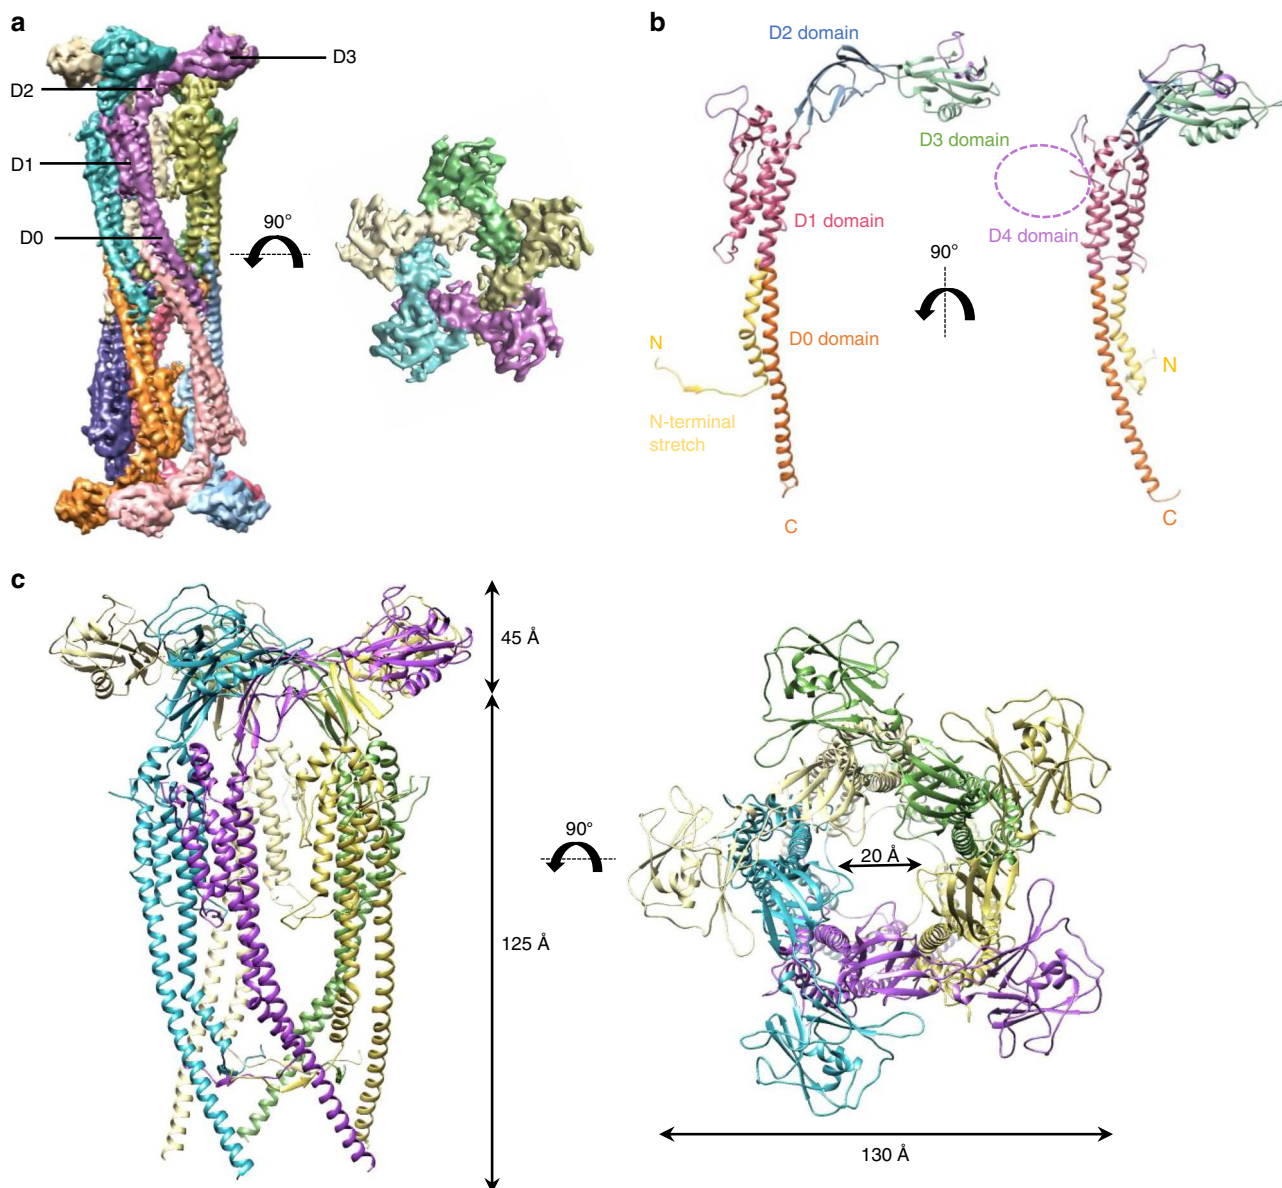 a
D3
D2
D1
D0
90°
b
D2 domain
D3 domain
D1 domain
D4 domain
90°
D0 domain
N
N
N-terminal
stretch
C
C
c
45 Å
125 Å
90°
20 Å
130 Å